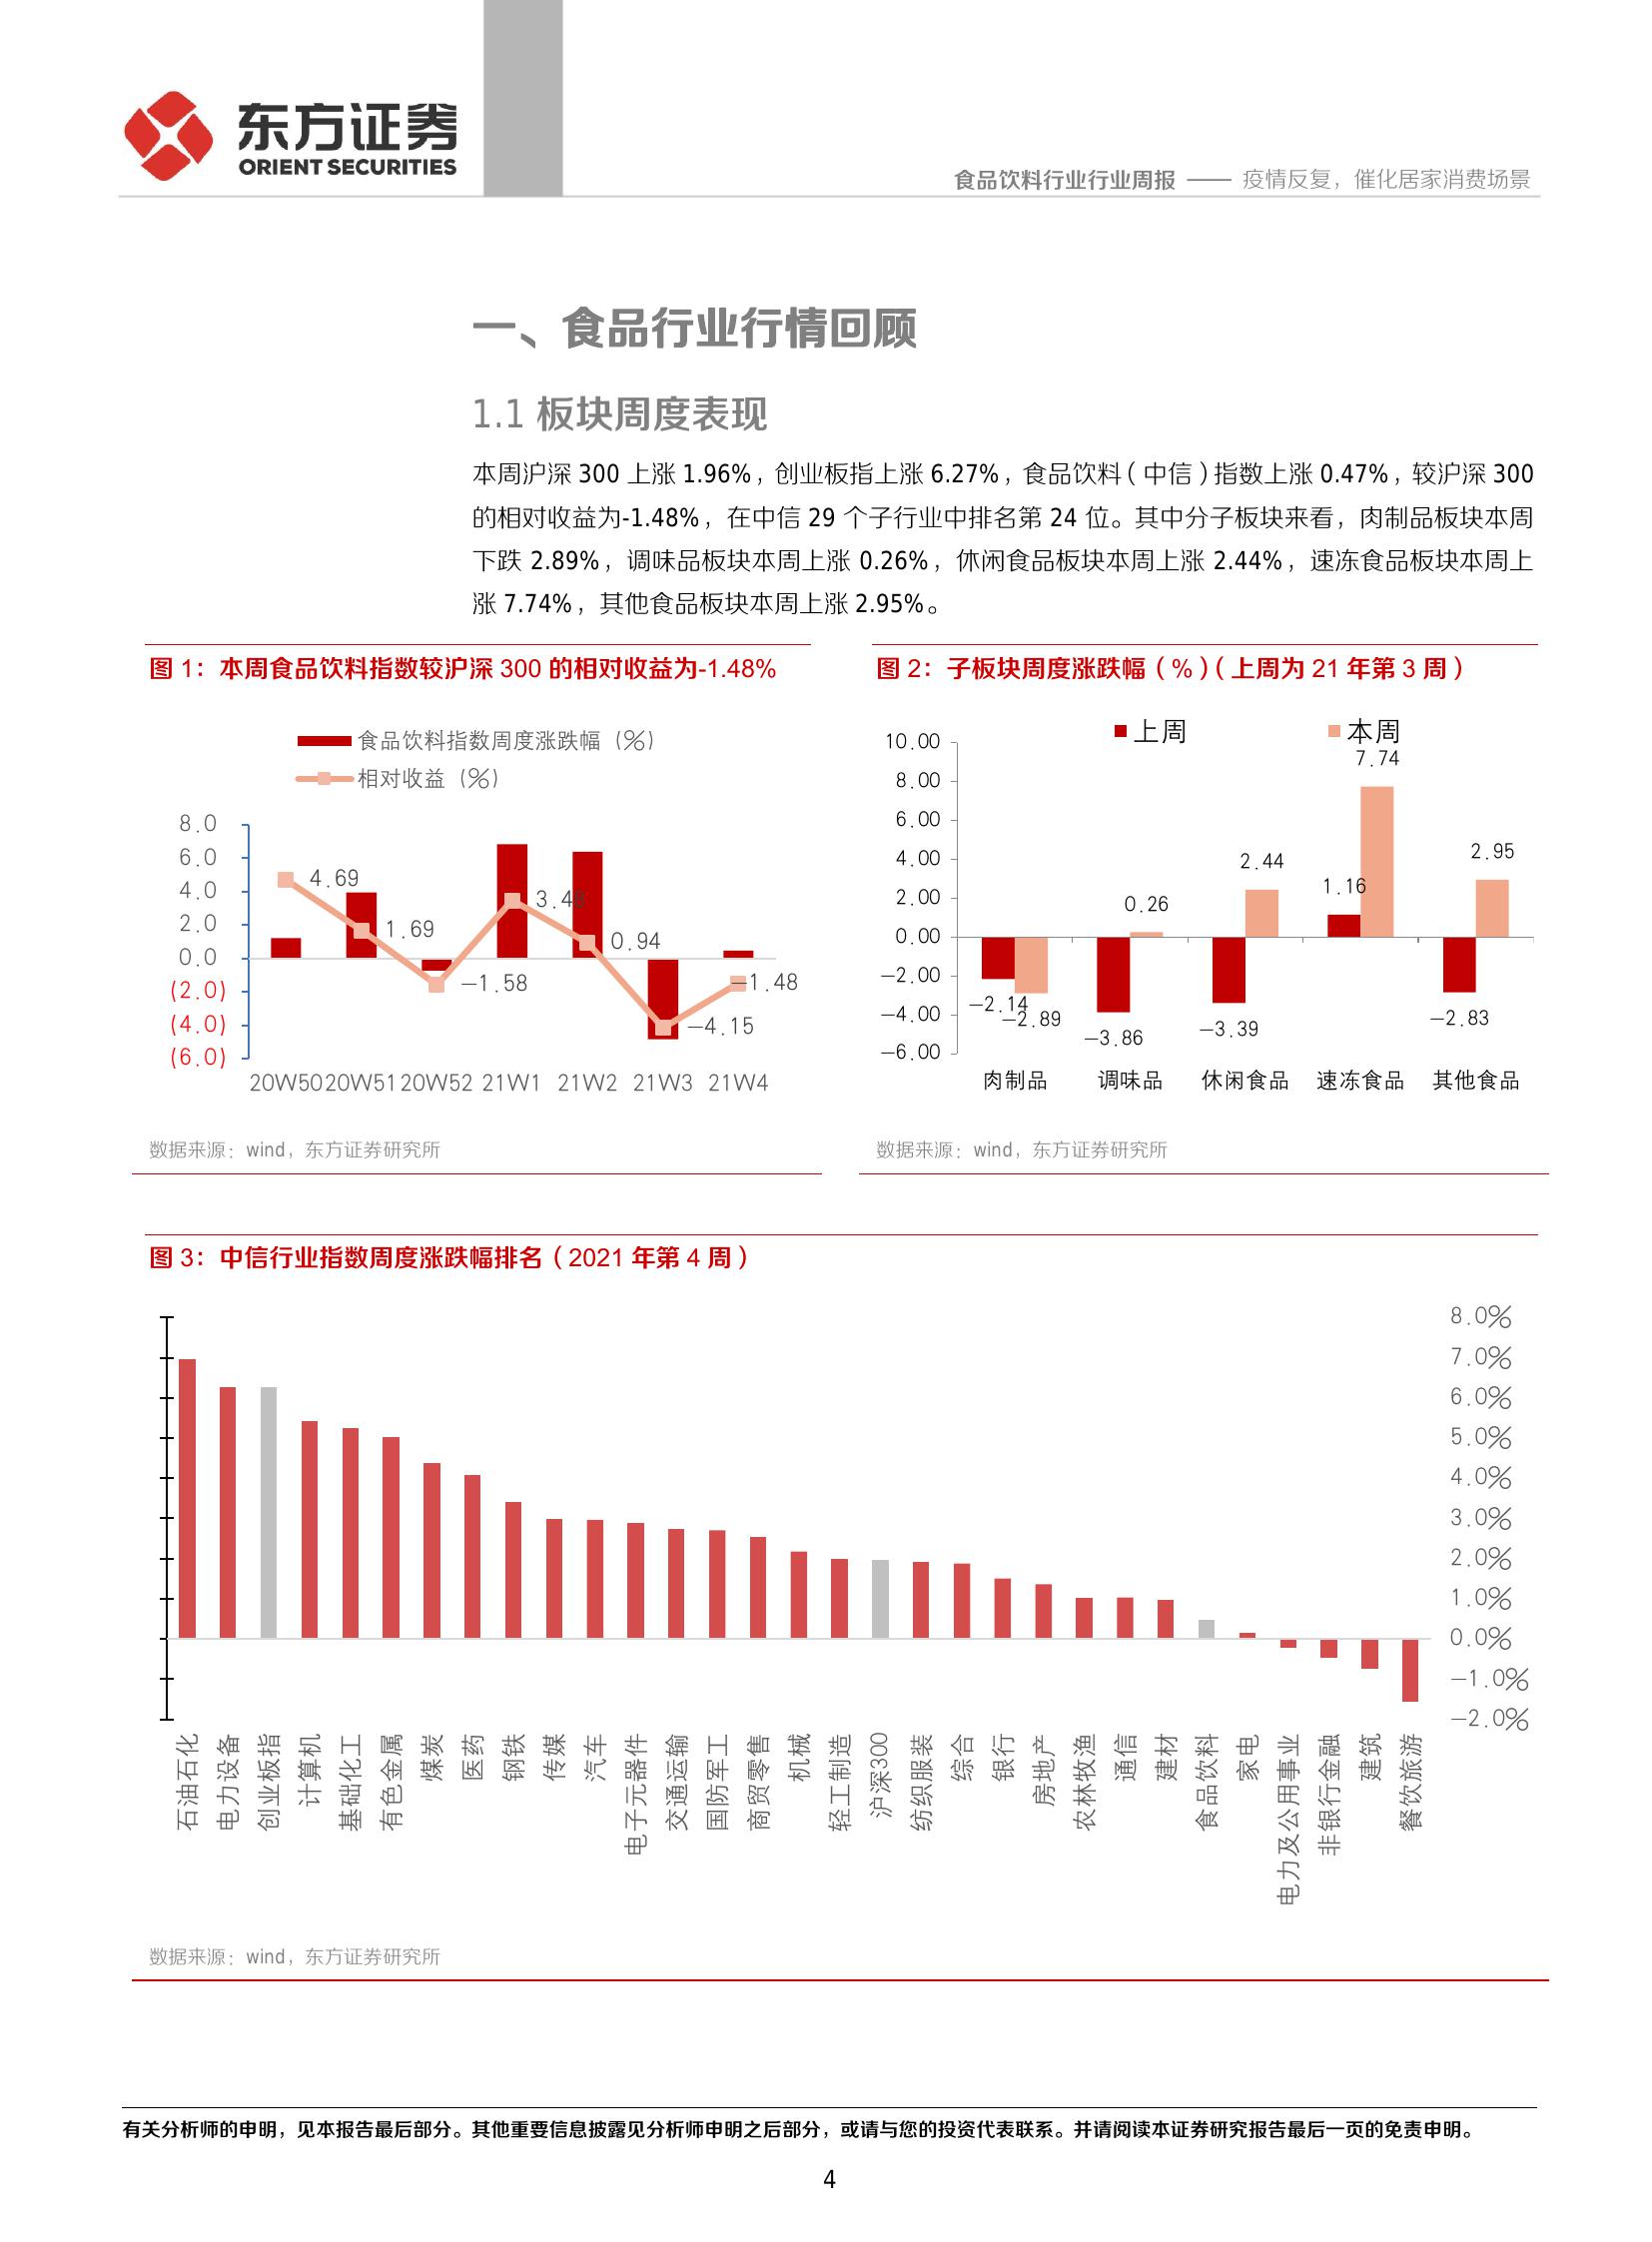 东方证券
ORIENT SECURITIES
食品饮料行业行业周报 —— 疫情反复，催化居家消费场景
一、食品行业行情回顾
1.1 板块周度表现
本周沪深 300 上涨 1.96%，创业板指上涨 6.27%，食品饮料（中信）指数上涨 0.47%，较沪深 300
的相对收益为-1.48%，在中信 29 个子行业中排名第 24 位。其中分子板块来看，肉制品板块本周
下跌 2.89%，调味品板块本周上涨 0.26%，休闲食品板块本周上涨 2.44%，速冻食品板块本周上
涨 7.74%，其他食品板块本周上涨 2.95%。
图 1：本周食品饮料指数较沪深 300 的相对收益为-1.48%
食品饮料指数周度涨跌幅（%）
相对收益（%）
8.0
6.0
4.0
2.0
0.0
(2.0)
(4.0)
(6.0)
4.69
1.69
-1.58
0.94
-4.15
-1.48
20W50 20W51 20W52 21W1 21W2 21W3 21W4
数据来源：wind，东方证券研究所
图 2：子板块周度涨跌幅（%）（上周为 21 年第 3 周）
上周 本周
10.00
8.00
6.00
4.00
2.00
0.00
-2.00
-4.00
-6.00
-2.14
-2.89
-3.86
0.26
-3.39
2.44
1.16
7.74
-2.83
2.95
肉制品 调味品 休闲食品 速冻食品 其他食品
数据来源：wind，东方证券研究所
图 3：中信行业指数周度涨跌幅排名（2021 年第 4 周）
8.0%
7.0%
6.0%
5.0%
4.0%
3.0%
2.0%
1.0%
0.0%
-1.0%
-2.0%
石油石化
电力设备
创业板指
计算机
基础化工
有色金属
煤炭
医药
钢铁
传媒
汽车
电子元器件
交通运输
国防军工
商贸零售
机械
轻工制造
沪深300
纺织服装
综合
银行
房地产
农林牧渔
通信
建材
食品饮料
家电
电力及公用事业
非银行金融
建筑
餐饮旅游
数据来源：wind，东方证券研究所
有关分析师的申明，见本报告最后部分。其他重要信息披露见分析师申明之后部分，或请与您的投资代表联系。并请阅读本证券研究报告最后一页的免责申明。
4